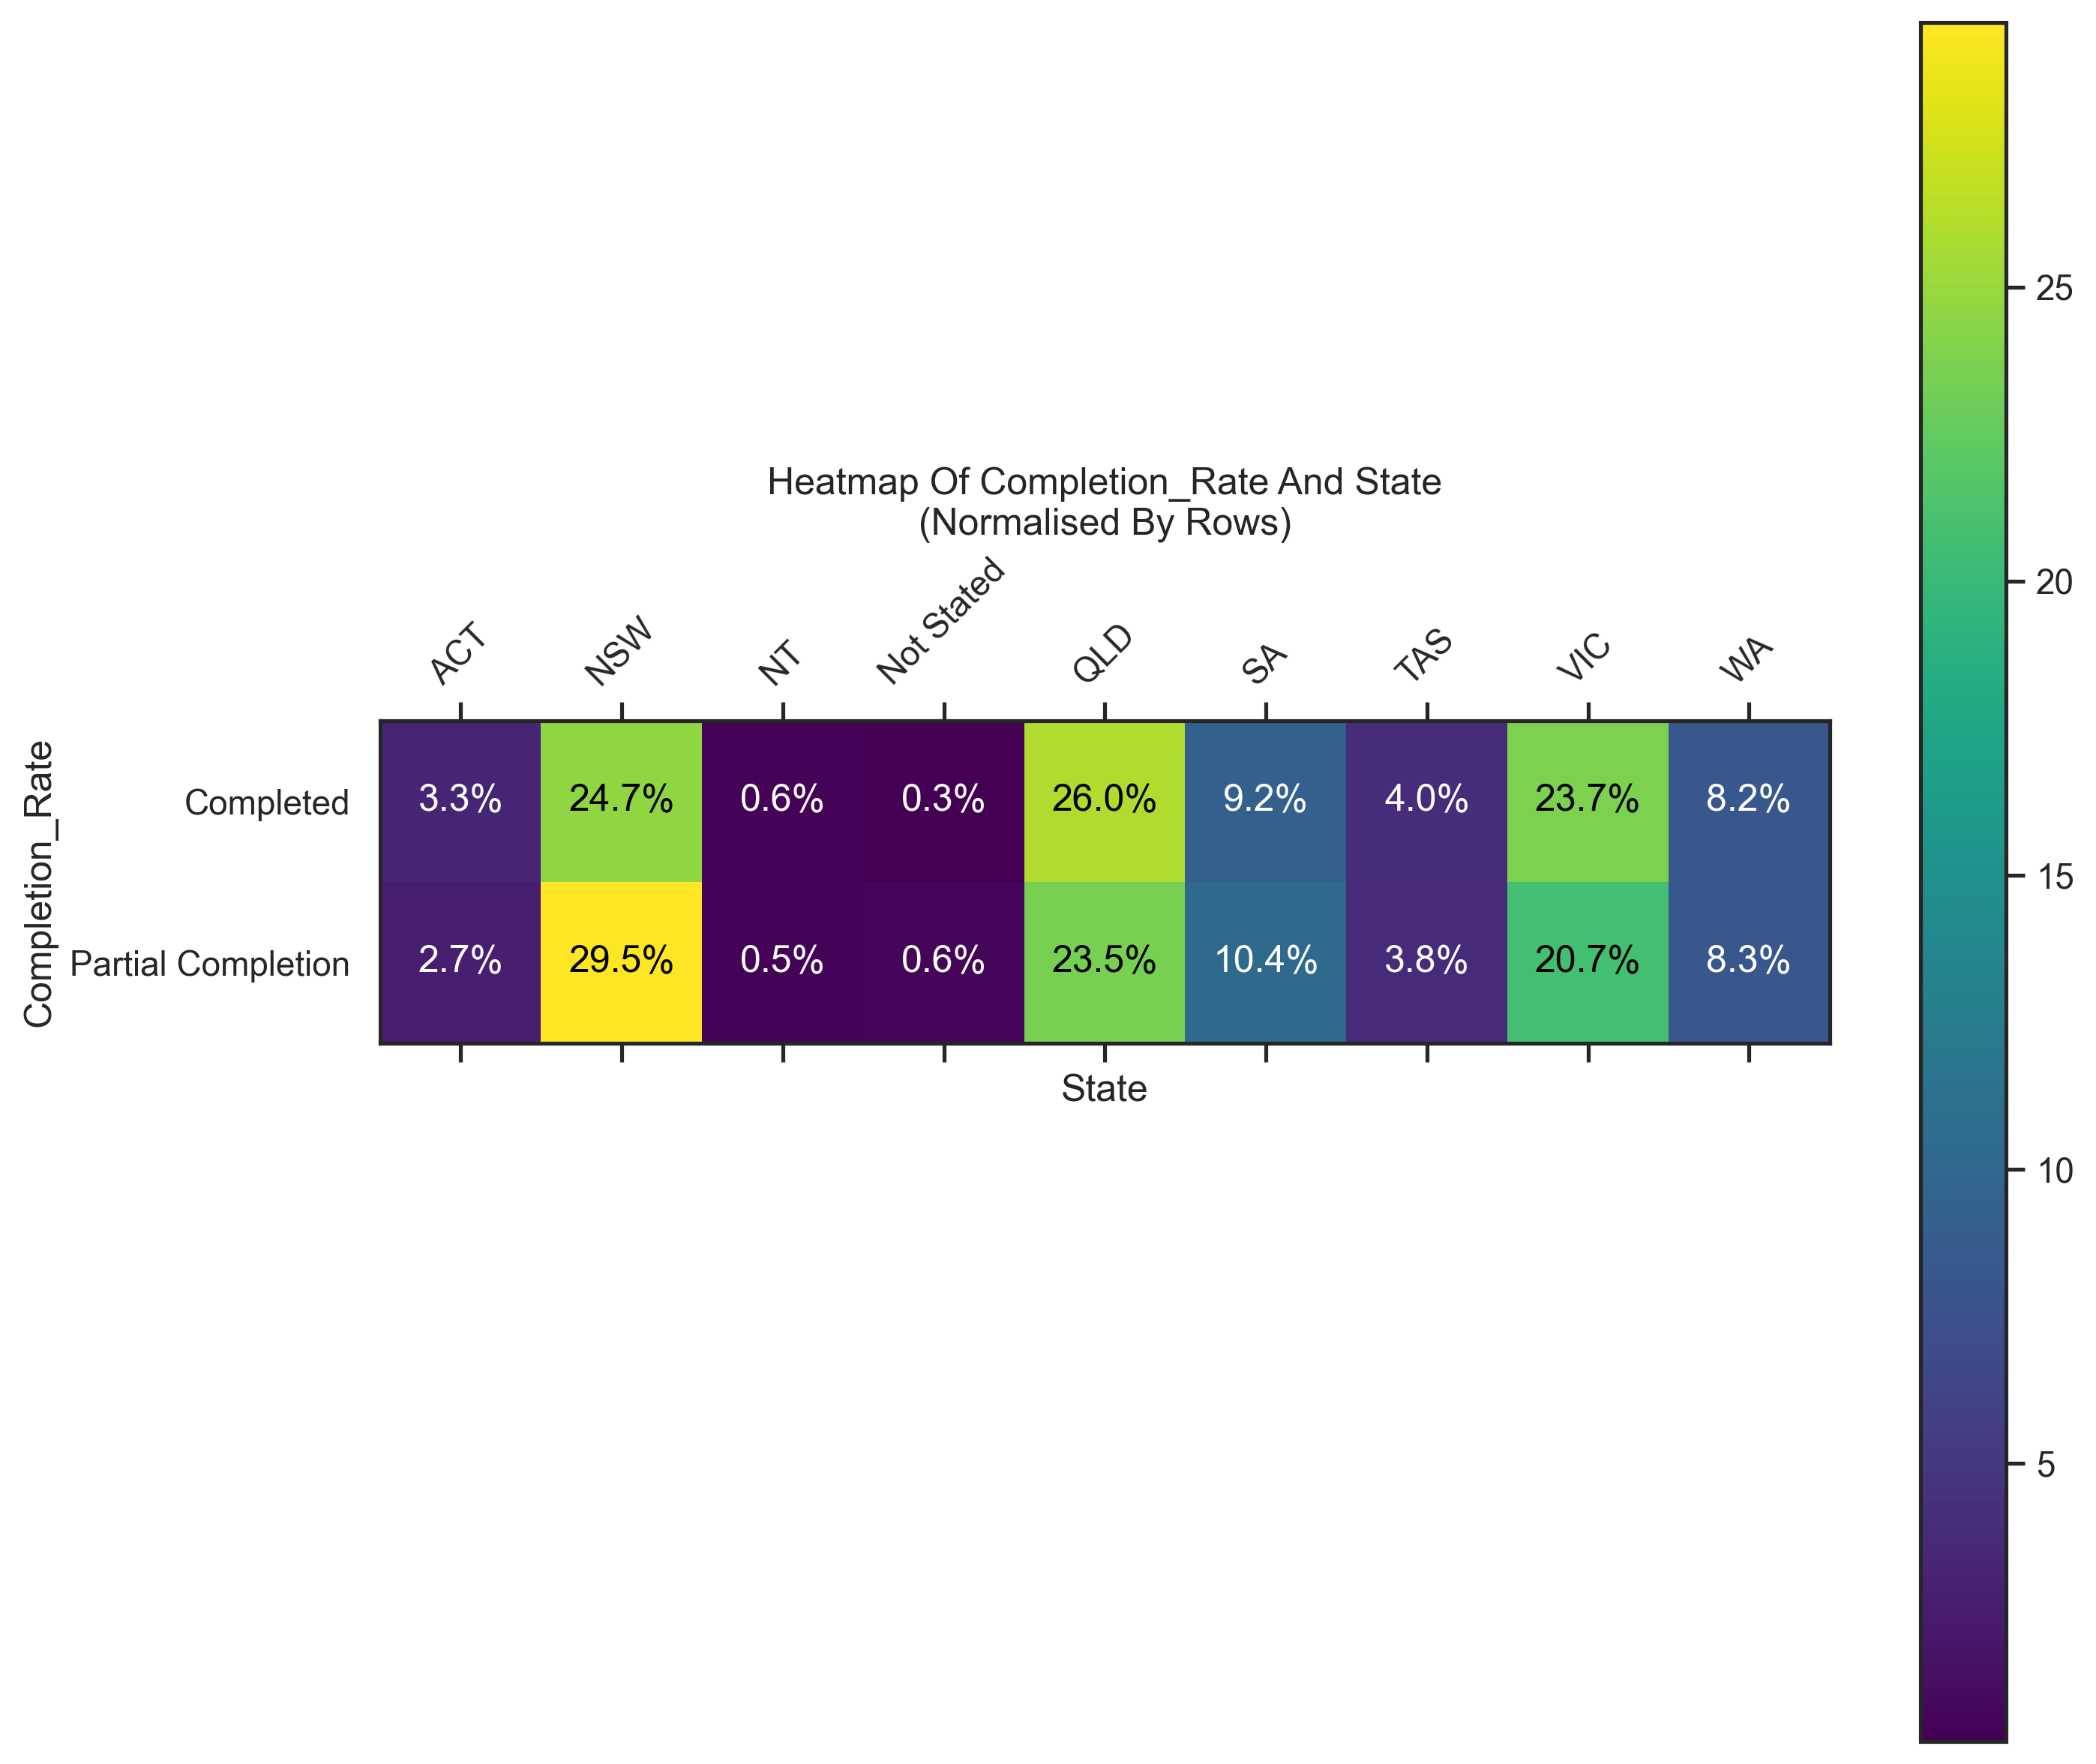 Heatmap Of Completion_Rate And State
(Normalised By Rows)
ACT NSW NT Not Stated QLD SA TAS VIC WA
Completion_Rate
Completed 3.3% 24.7% 0.6% 0.3% 26.0% 9.2% 4.0% 23.7% 8.2%
Partial Completion 2.7% 29.5% 0.5% 0.6% 23.5% 10.4% 3.8% 20.7% 8.3%
State
25
20
15
10
5